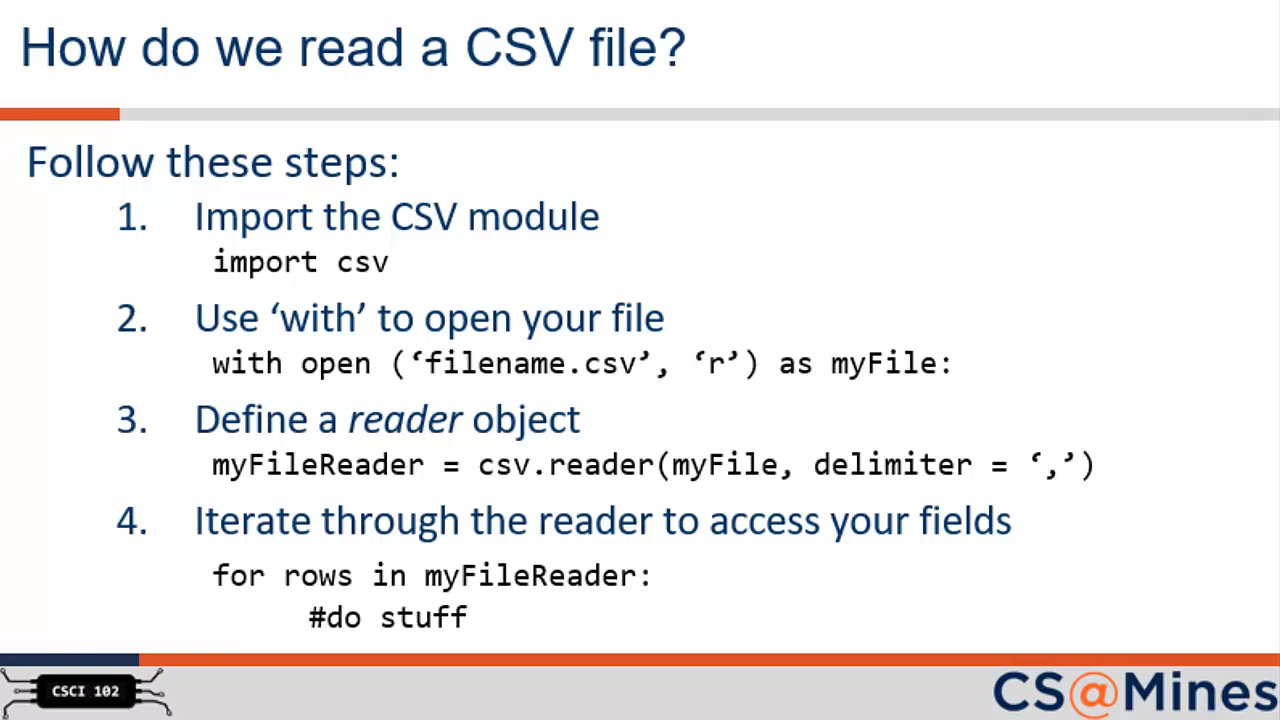 How do we read a CSV file?
Follow these steps:
1. Import the CSV module
import csv
2. Use ‘with’ to open your file
with open (‘filename.csv’, ‘r’) as myFile:
3. Define a reader object
myFileReader = csv.reader(myFile, delimiter = ‘,’)
4. Iterate through the reader to access your fields
for rows in myFileReader:
#do stuff
CSCI 102
CS@Mines